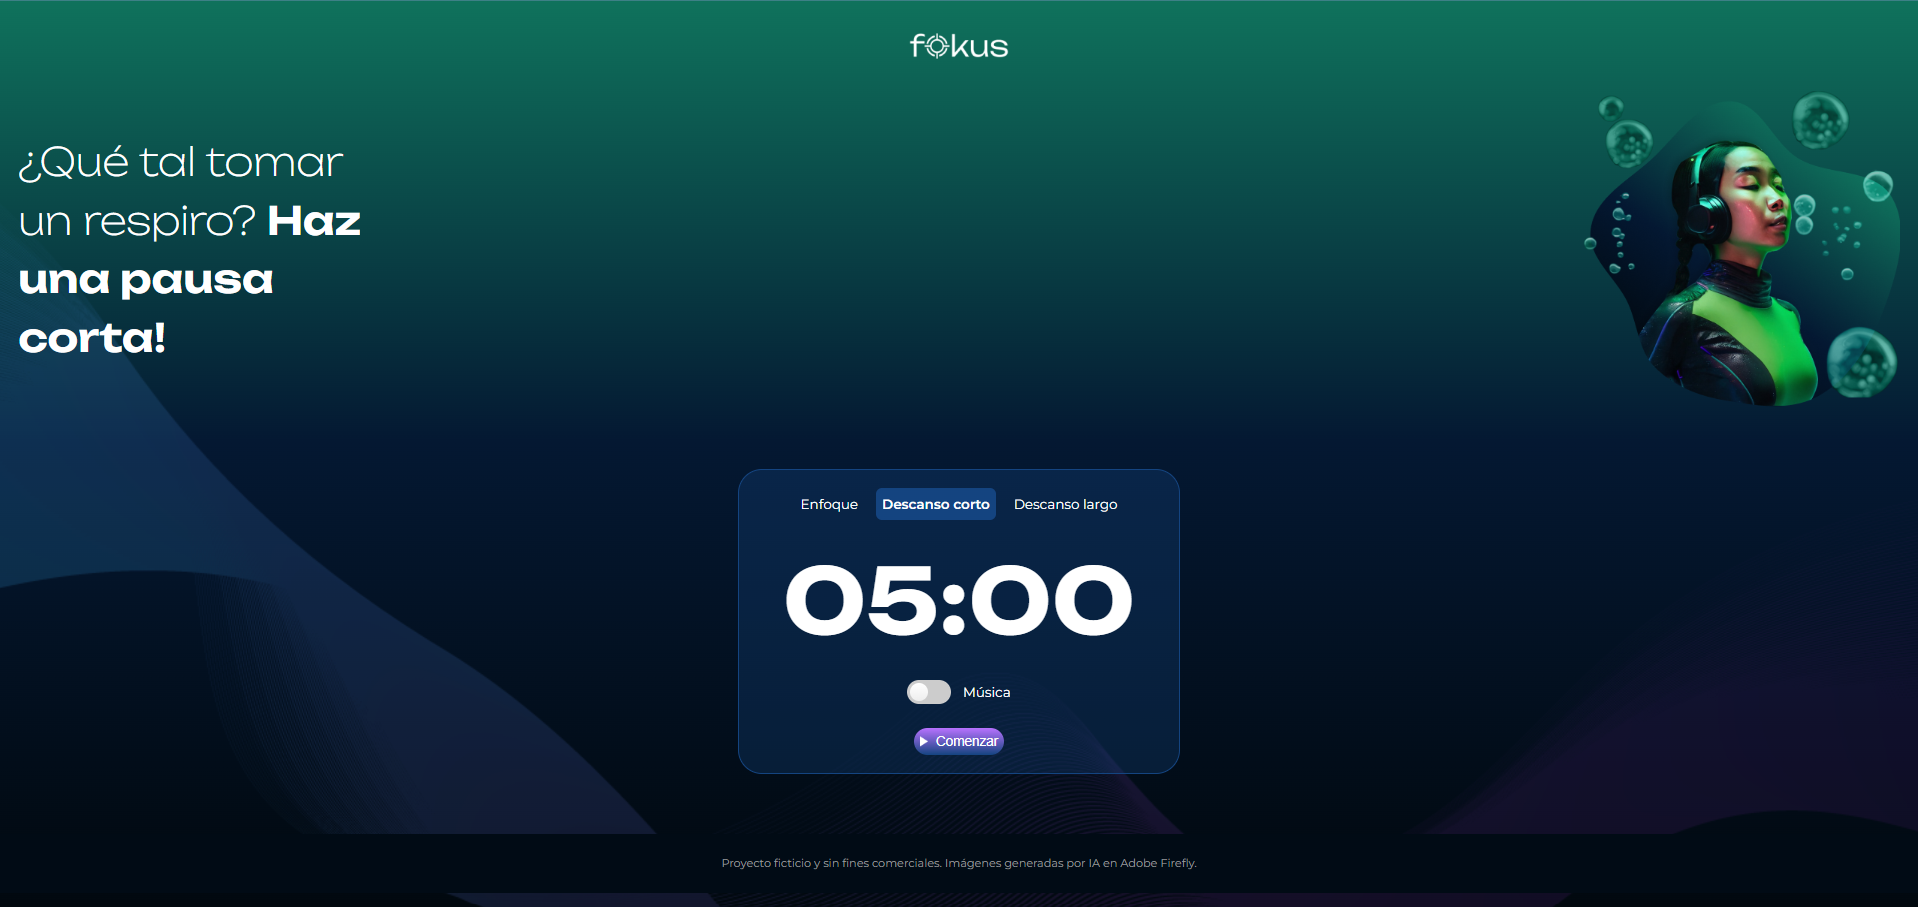 fokus
¿Qué tal tomar
un respiro? Haz
una pausa
corta!
Enfoque Descanso corto Descanso largo
05:00
Música
Comenzar
Proyecto ficticio y sin fines comerciales. Imágenes generadas por IA en Adobe Firefly.